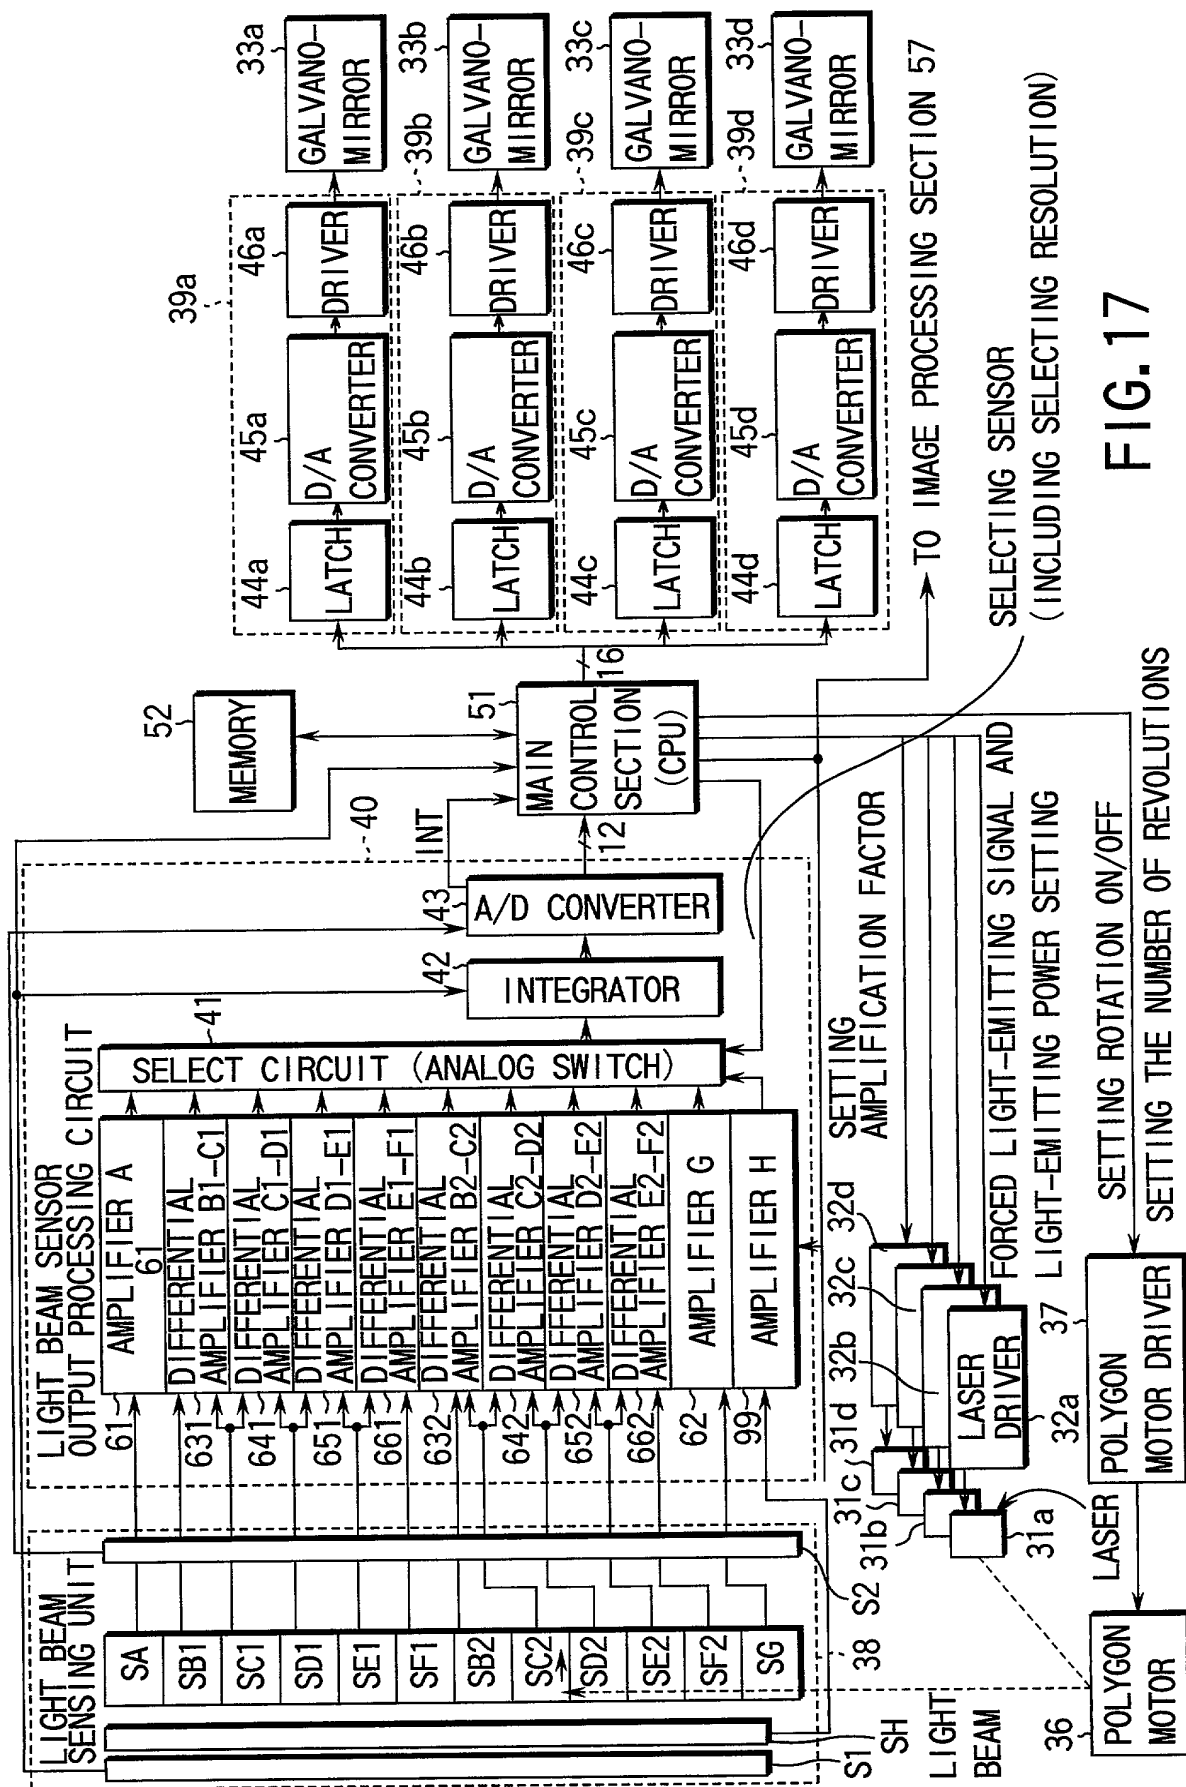 LIGHT BEAM
SENSING UNIT
SA
SB1
SC1
SD1
SE1
SF1
SB2
SC2
SD2
SE2
SF2
SG
S1
SH
S2
38
LIGHT
BEAM
LIGHT BEAM SENSOR
OUTPUT PROCESSING CIRCUIT
61
AMPLIFIER A
61
631
DIFFERENTIAL
AMPLIFIER B1-C1
641
DIFFERENTIAL
AMPLIFIER C1-D1
651
DIFFERENTIAL
AMPLIFIER D1-E1
661
DIFFERENTIAL
AMPLIFIER E1-F1
632
DIFFERENTIAL
AMPLIFIER B2-C2
642
DIFFERENTIAL
AMPLIFIER C2-D2
652
DIFFERENTIAL
AMPLIFIER D2-E2
662
DIFFERENTIAL
AMPLIFIER E2-F2
62
AMPLIFIER G
99
AMPLIFIER H
41
SELECT CIRCUIT (ANALOG SWITCH)
42
INTEGRATOR
43
A/D CONVERTER
40
INT
12
52
MEMORY
51
MAIN
CONTROL
SECTION
(CPU)
16
39a
44a
LATCH
45a
D/A
CONVERTER
46a
DRIVER
33a
GALVANO-
MIRROR
39b
44b
LATCH
45b
D/A
CONVERTER
46b
DRIVER
33b
GALVANO-
MIRROR
39c
44c
LATCH
45c
D/A
CONVERTER
46c
DRIVER
33c
GALVANO-
MIRROR
39d
44d
LATCH
45d
D/A
CONVERTER
46d
DRIVER
33d
GALVANO-
MIRROR
TO IMAGE PROCESSING SECTION 57
SELECTING SENSOR
(INCLUDING SELECTING RESOLUTION)
SETTING
AMPLIFICATION FACTOR
FORCED LIGHT-EMITTING SIGNAL AND
LIGHT-EMITTING POWER SETTING
SETTING ROTATION ON/OFF
SETTING THE NUMBER OF REVOLUTIONS
31d
31c
31b
31a
LASER
32d
32c
32b
LASER
DRIVER
32a
36
POLYGON
MOTOR
37
POLYGON
MOTOR DRIVER
FIG. 17